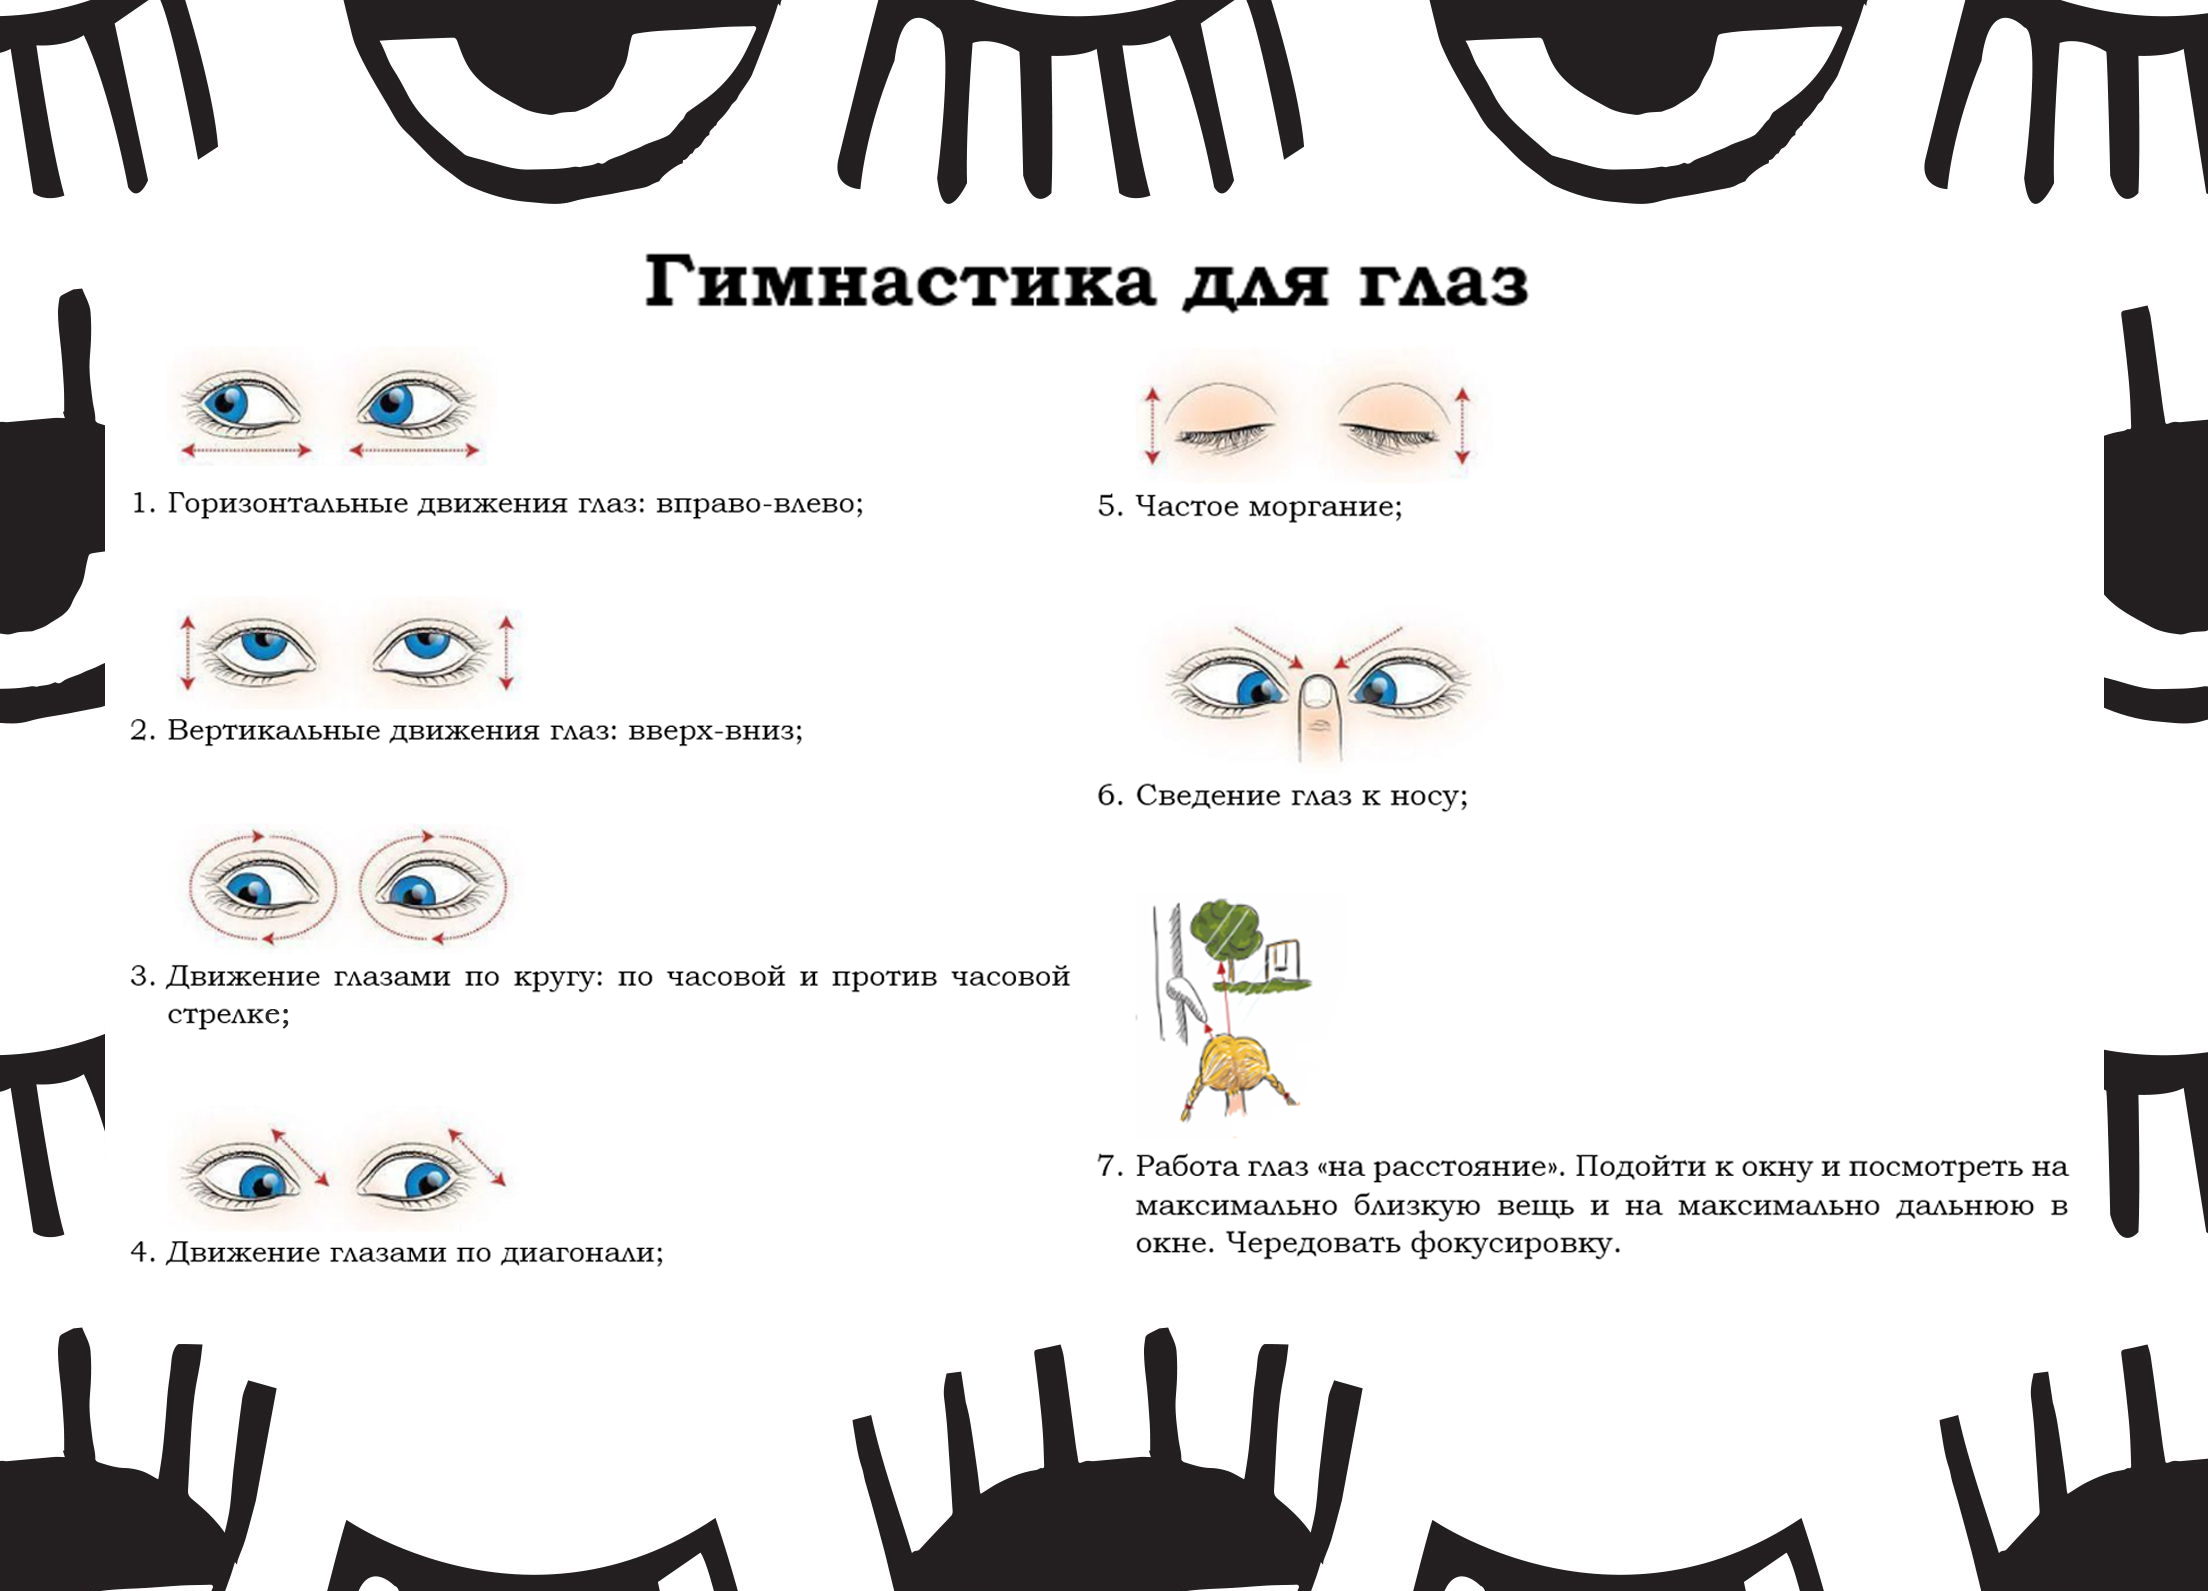 Гимнастика для глаз
1. Горизонтальные движения глаз: вправо-влево;
2. Вертикальные движения глаз: вверх-вниз;
3. Движение глазами по кругу: по часовой и против часовой
стрелке;
4. Движение глазами по диагонали;
5. Частое моргание;
6. Сведение глаз к носу;
7. Работа глаз «на расстояние». Подойти к окну и посмотреть на
максимально близкую вещь и на максимально дальнюю в
окне. Чередовать фокусировку.